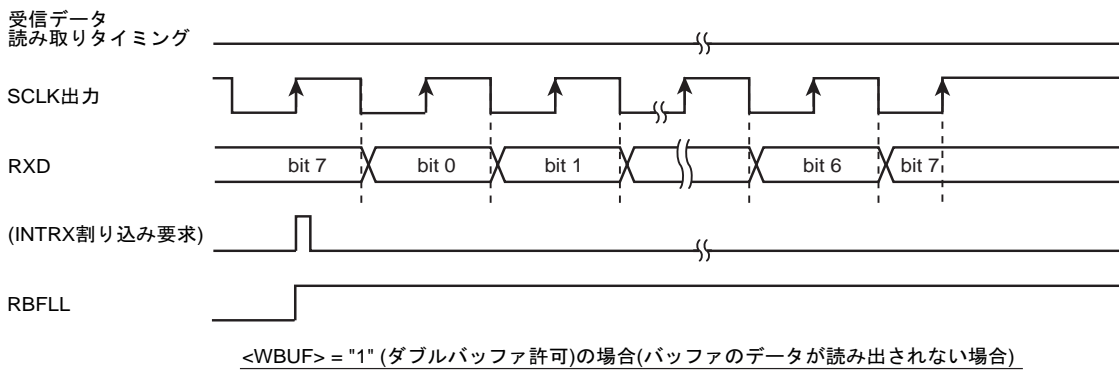 受信データ
読み取りタイミング
SCLK出力
RXD
bit 7
bit 0
bit 1
bit 6
bit 7
(INTRX割り込み要求)
RBFLL
<WBUF> = "1" (ダブルバッファ許可)の場合(バッファのデータが読み出されない場合)